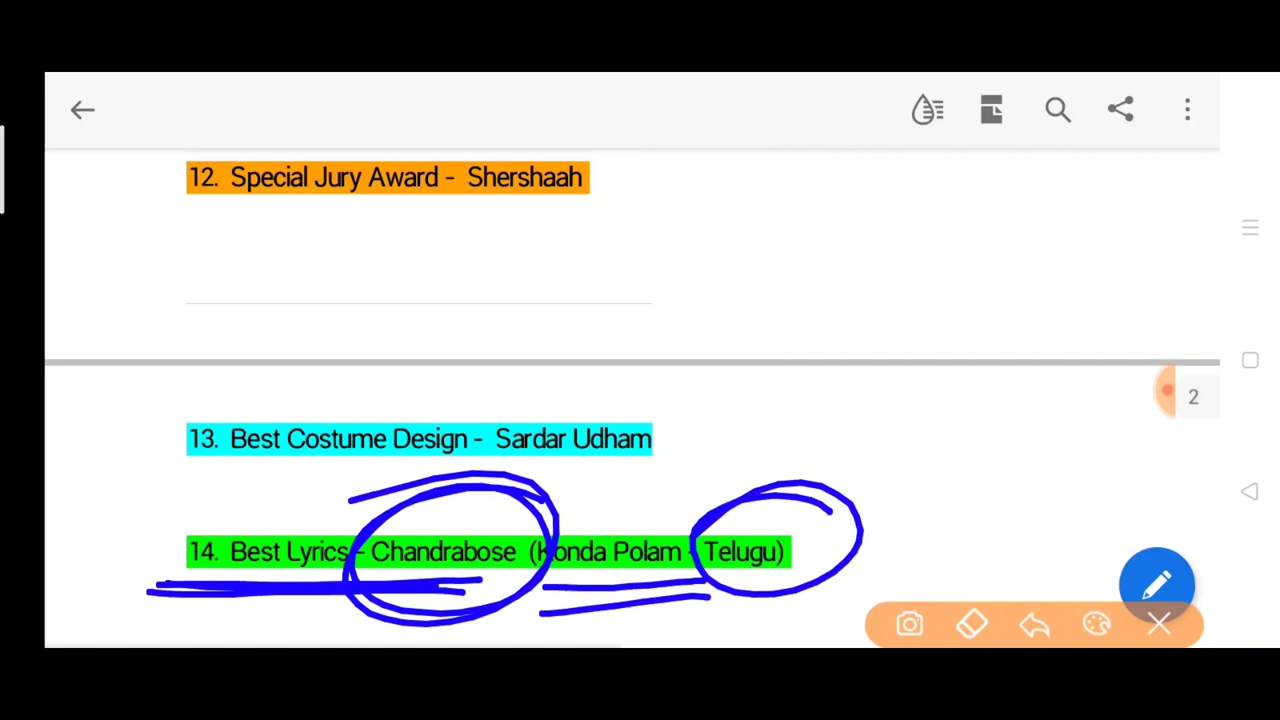 12. Special Jury Award - Shershaah
2
13. Best Costume Design - Sardar Udham
14. Best Lyrics - Chandrabose (Konda Polam - Telugu)